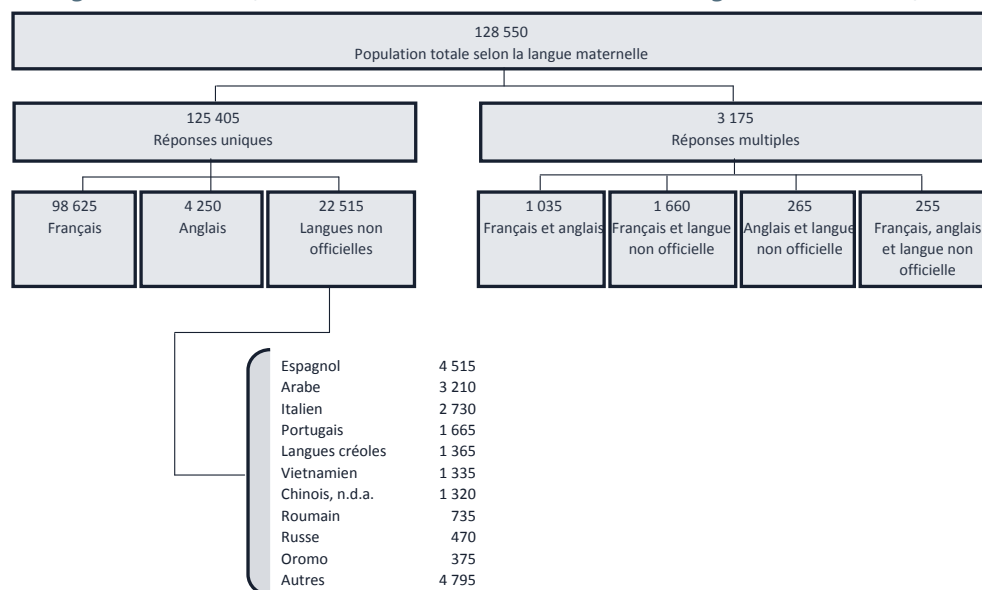 128 550
Population totale selon la langue maternelle
125 405
Réponses uniques
3 175
Réponses multiples
98 625
Français
4 250
Anglais
22 515
Langues non
officielles
1 035
Français et anglais
1 660
Français et langue
non officielle
265
Anglais et langue
non officielle
255
Français, anglais
et langue non
officielle
Espagnol 4 515
Arabe 3 210
Italien 2 730
Portugais 1 665
Langues créoles 1 365
Vietnamien 1 335
Chinois, n.d.a. 1 320
Roumain 735
Russe 470
Oromo 375
Autres 4 795